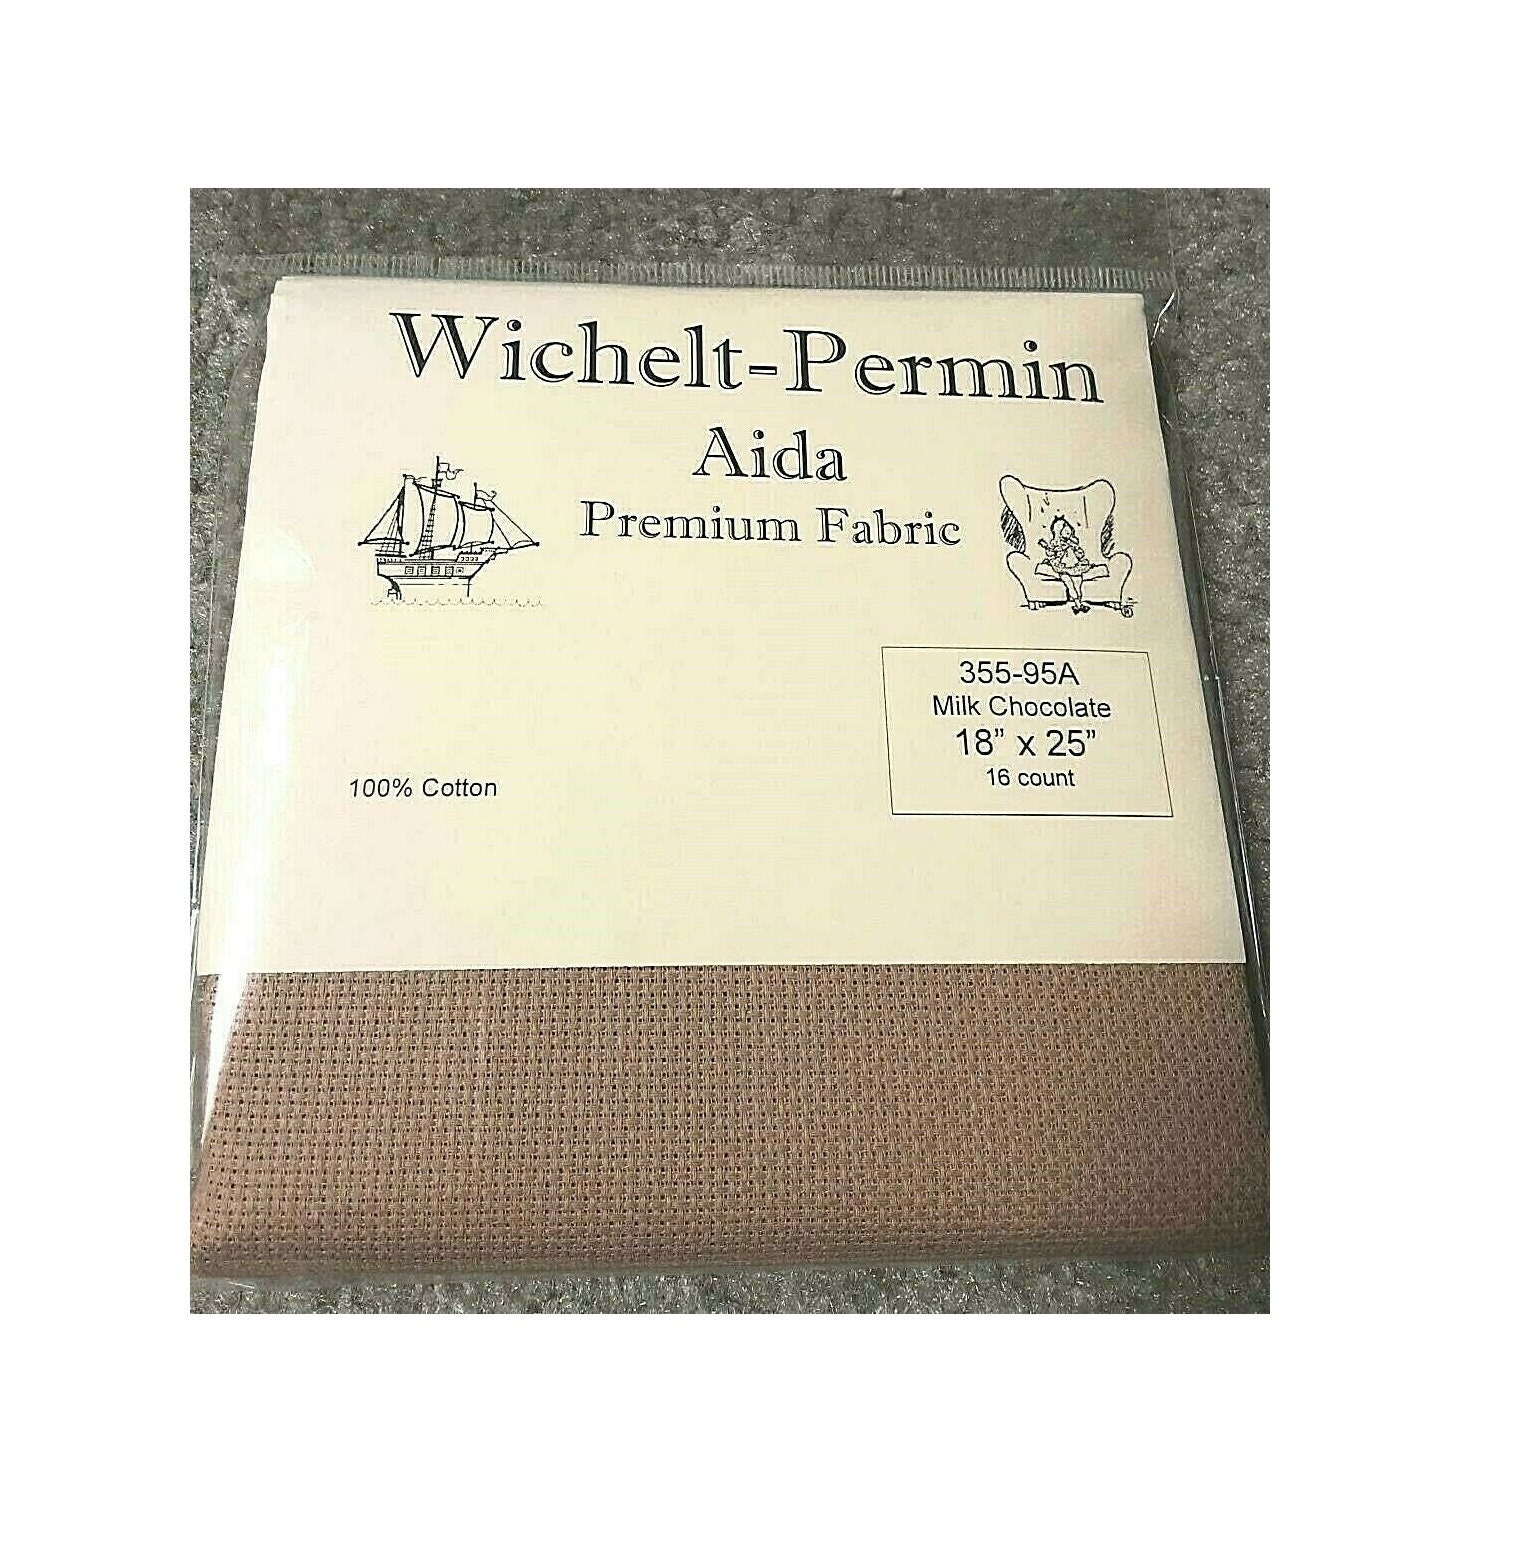 Wichelt-Permin
Aida
Premium Fabric
355-95A
Milk Chocolate
18” x 25”
16 count
100% Cotton